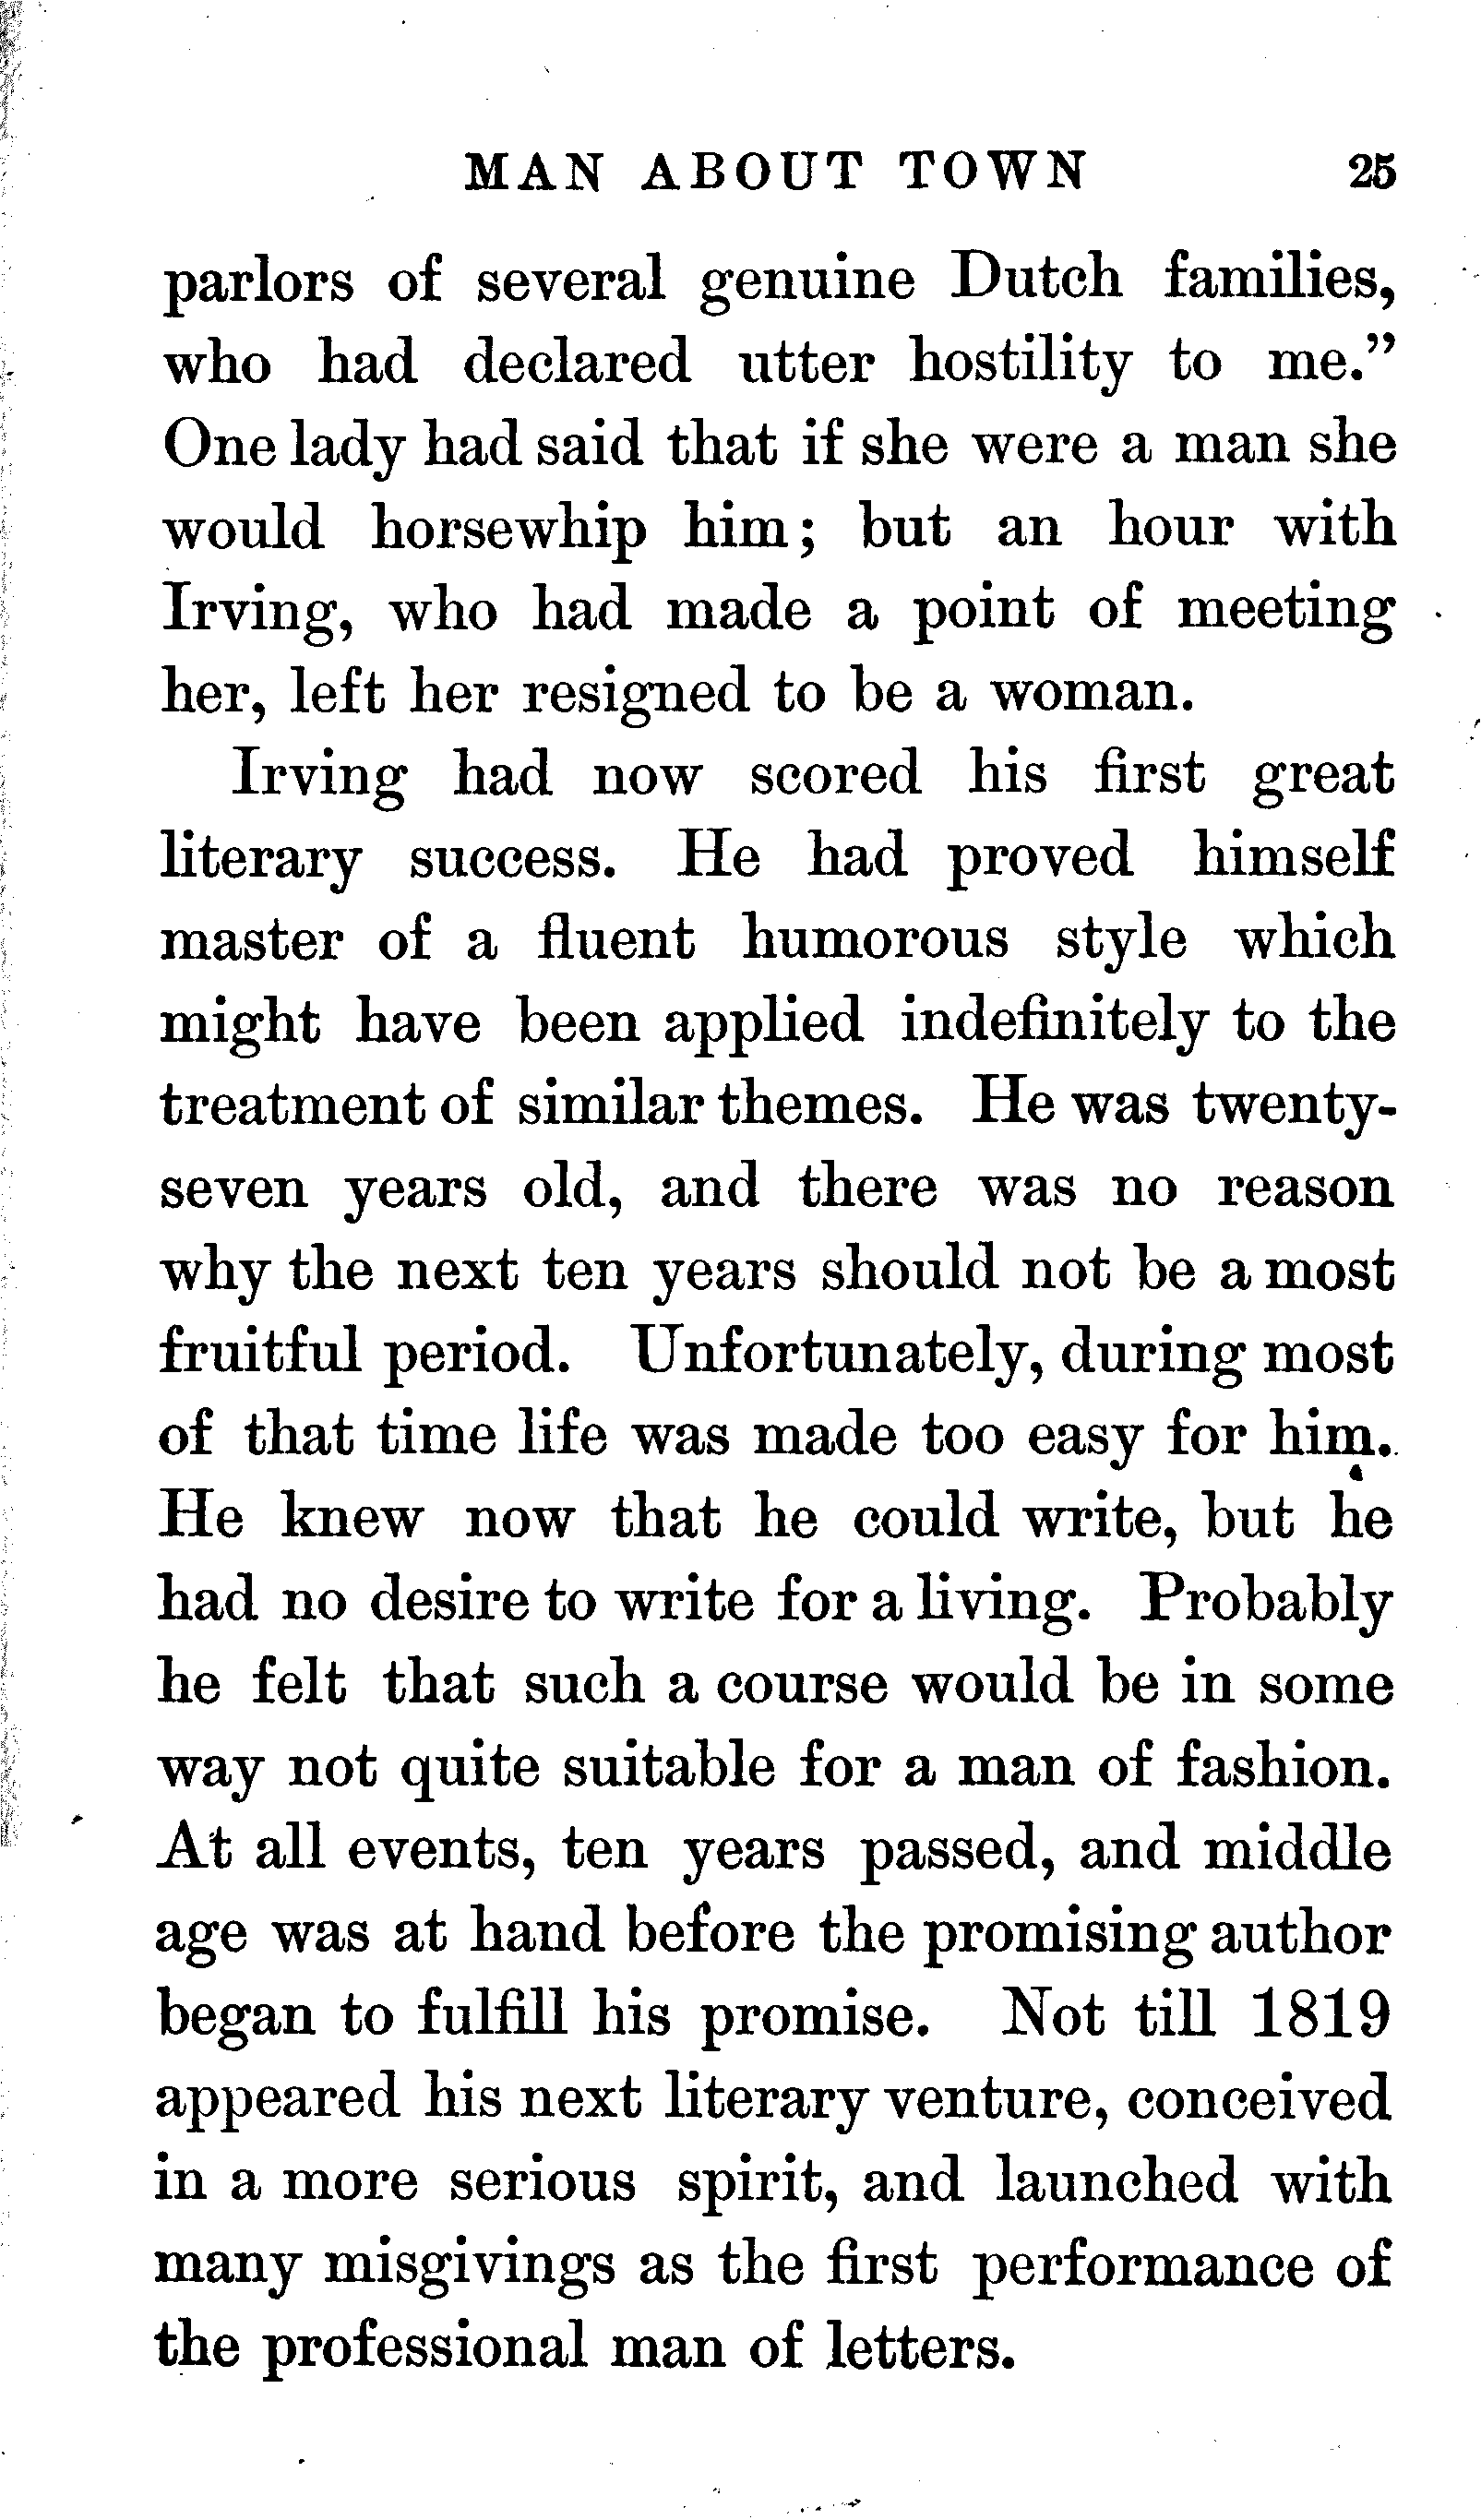 MAN ABOUT TOWN 25
parlors of several genuine Dutch families,
who had declared utter hostility to me.”
One lady had said that if she were a man she
would horsewhip him; but an hour with
Irving, who had made a point of meeting
her, left her resigned to be a woman.
Irving had now scored his first great
literary success. He had proved himself
master of a fluent humorous style which
might have been applied indefinitely to the
treatment of similar themes. He was twenty-
seven years old, and there was no reason
why the next ten years should not be a most
fruitful period. Unfortunately, during most
of that time life was made too easy for him.
He knew now that he could write, but he
had no desire to write for a living. Probably
he felt that such a course would be in some
way not quite suitable for a man of fashion.
At all events, ten years passed, and middle
age was at hand before the promising author
began to fulfill his promise. Not till 1819
appeared his next literary venture, conceived
in a more serious spirit, and launched with
many misgivings as the first performance of
the professional man of letters.